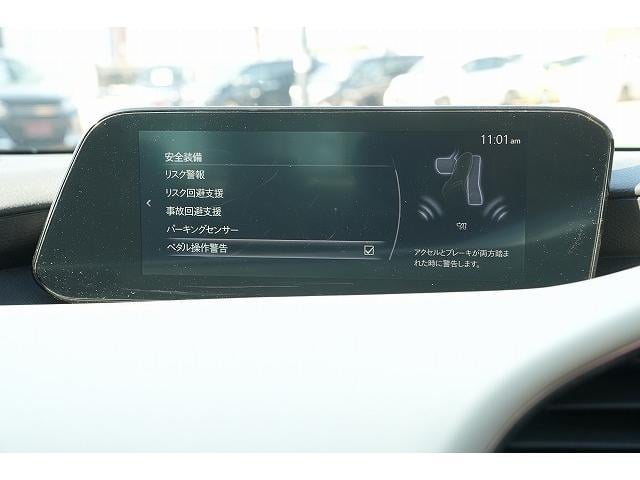 11:01 am
安全装備
リスク警報
リスク回避支援
事故回避支援
パーキングセンサー
ペダル操作警告
アクセルとブレーキが両方踏ま
れた時に警告します。